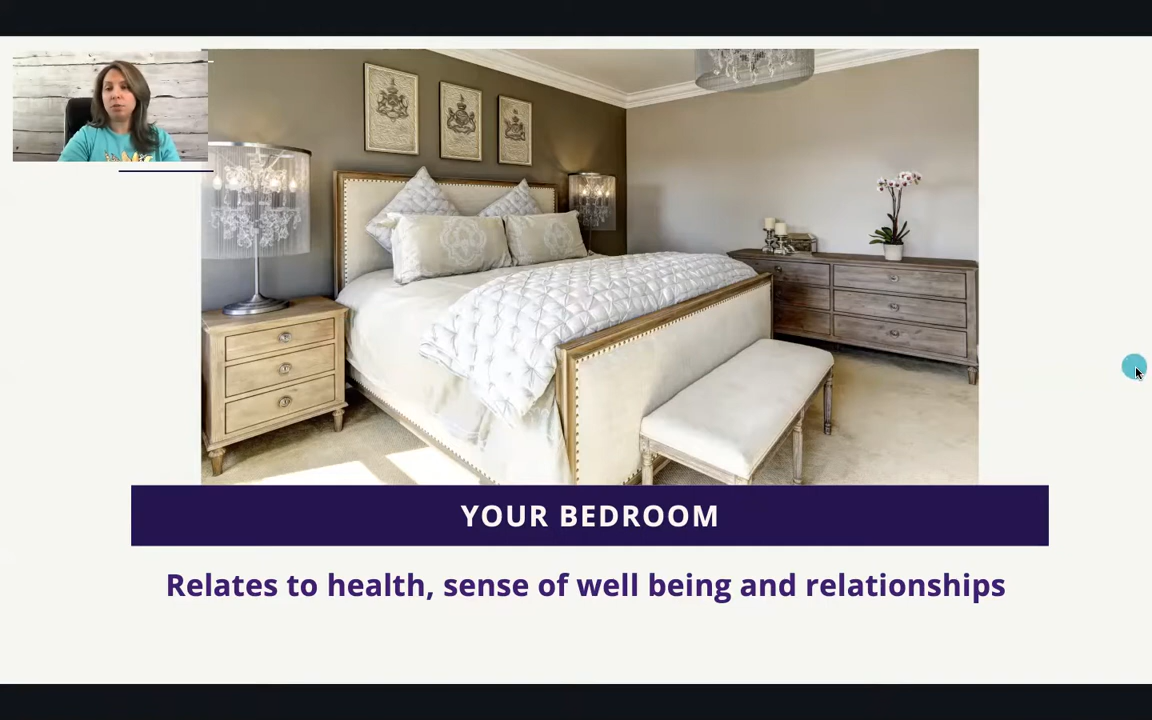 YOUR BEDROOM
Relates to health, sense of well being and relationships